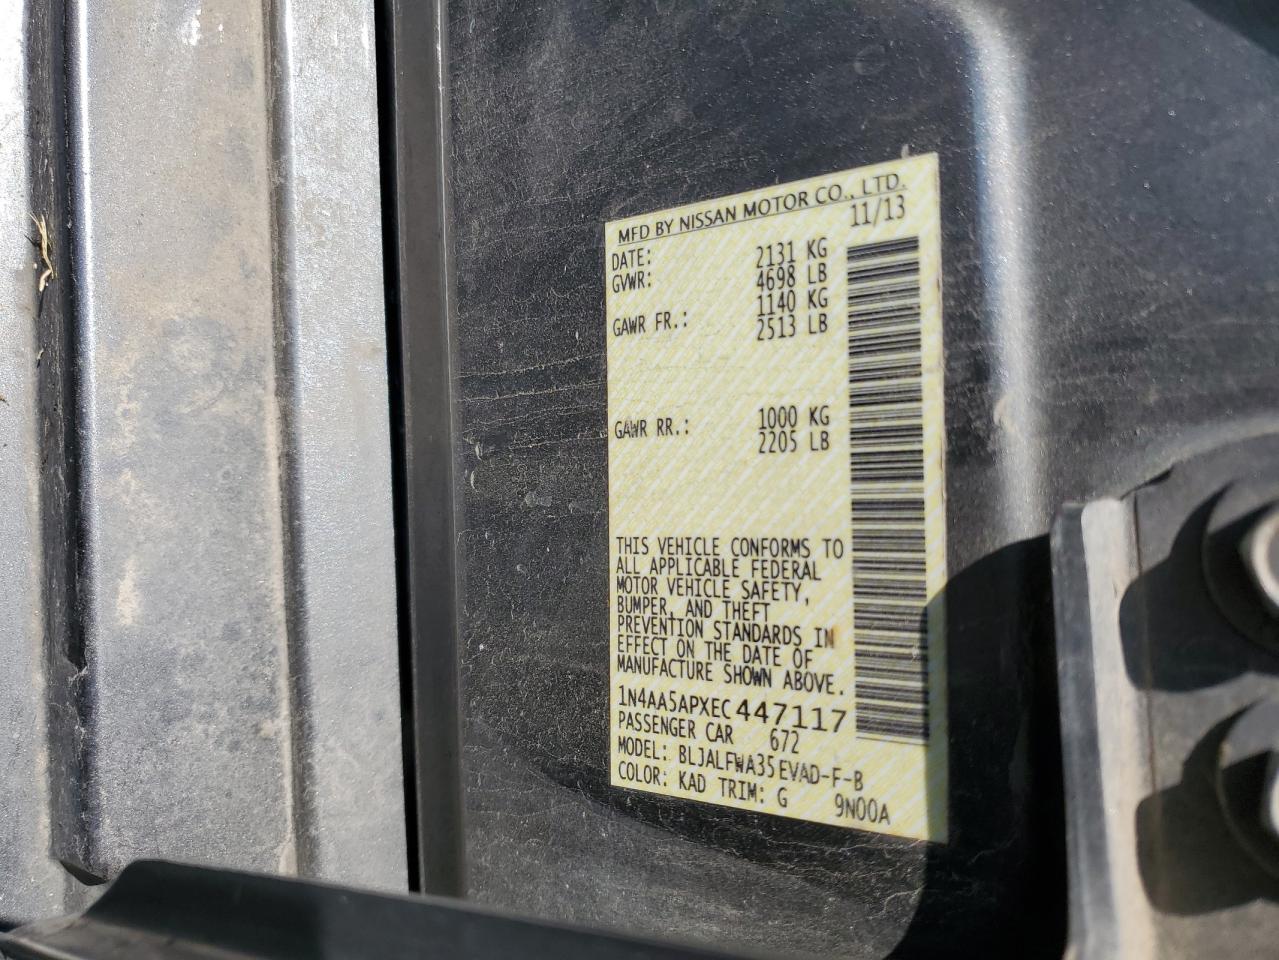 MFD BY NISSAN MOTOR CO., LTD.
DATE: 11/13
GVWR: 2131 KG
4698 LB
GAWR FR.: 1140 KG
2513 LB
GAWR RR.: 1000 KG
2205 LB
THIS VEHICLE CONFORMS TO
ALL APPLICABLE FEDERAL
MOTOR VEHICLE SAFETY,
BUMPER, AND THEFT
PREVENTION STANDARDS IN
EFFECT ON THE DATE OF
MANUFACTURE SHOWN ABOVE.
1N4AA5APXEC447117
PASSENGER CAR 672
MODEL: BLJALFWA35EVAD-F-B
COLOR: KAD TRIM: G 9N00A